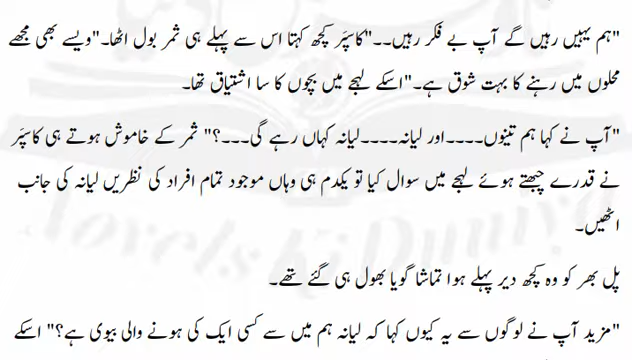 "ہم یہیں رہیں گے آپ بے فکر رہیں۔۔"کاسپَر کچھ کہتا اس سے پہلے ہی ثمر بول اٹھا۔"ویسے بھی مجھے
محلوں میں رہنے کا بہت شوق ہے۔"اسکے لہجے میں بچوں کا سا اشتیاق تھا۔
"آپ نے کہا ہم تینوں۔۔۔۔اور لیانہ۔۔۔۔لیانہ کہاں رہے گی۔۔۔؟" ثمر کے خاموش ہوتے ہی کاسپَر
نے قدرے چبھتے ہوئے لہجے میں سوال کیا تو یکدم ہی وہاں موجود تمام افراد کی نظریں لیانہ کی جانب
اٹھیں۔
پل بھر کو وہ کچھ دیر پہلے ہوا تماشا گویا بھول ہی گئے تھے۔
"مزید آپ نے لوگوں سے یہ کیوں کہا کہ لیانہ ہم میں سے کسی ایک کی ہونے والی بیوی ہے؟" اسکے
Novels Ki Duniya